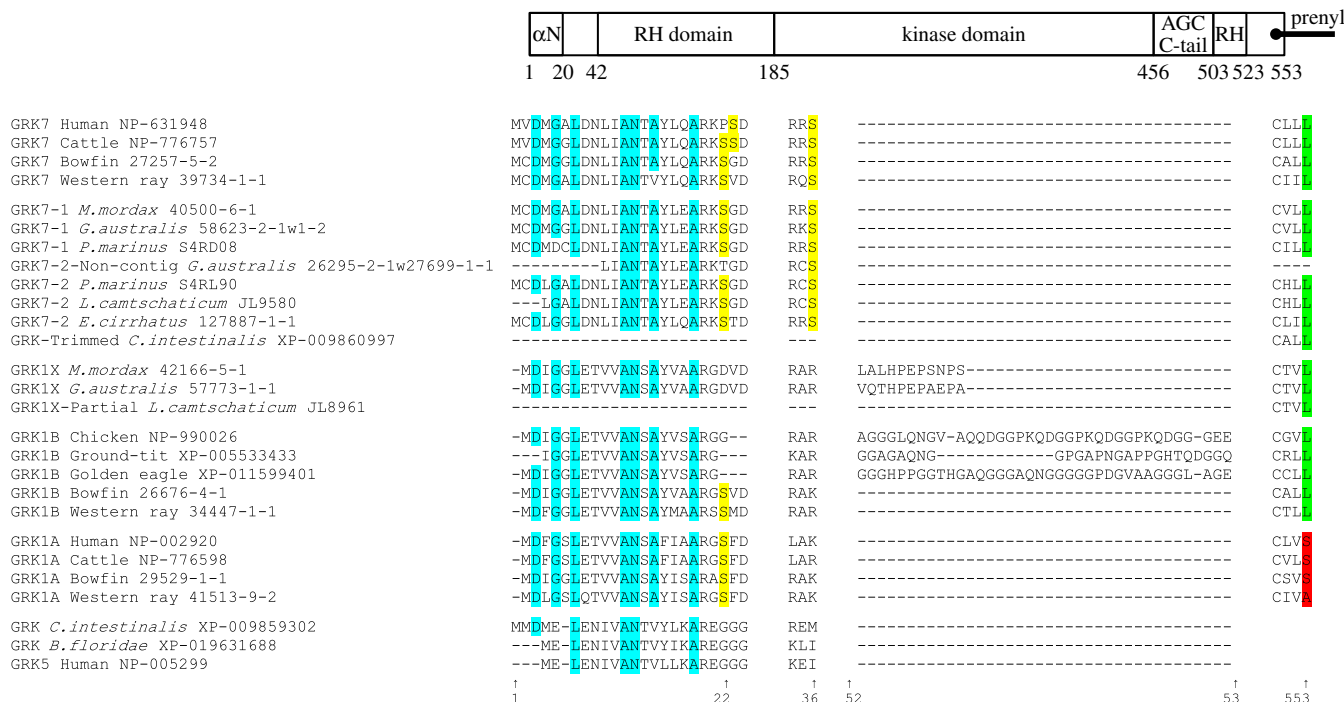 αN RH domain kinase domain AGC C-tail RH prenyl
1 20 42 185 456 503 523 553
GRK7 Human NP-631948 MVDMGALDNLIANTAYLQARKPSD RRS -------------------------------------- CLLL
GRK7 Cattle NP-776757 MVDMGGLDNLIANTAYLQARKSSD RRS -------------------------------------- CLLL
GRK7 Bowfin 27257-5-2 MCDMGGLDNLIANTAYLQARKSGD RRS -------------------------------------- CALL
GRK7 Western ray 39734-1-1 MCDMGALDNLIANTVYLQARKSVD RQS -------------------------------------- CIIL
GRK7-1 M.mordax 40500-6-1 MCDMGALDNLIANTAYLEARKSGD RRS -------------------------------------- CVLL
GRK7-1 G.australis 58623-2-1w1-2 MCDMGGLDNLIANTAYLEARKSGD RRS -------------------------------------- CVLL
GRK7-1 P.marinus S4RD08 MCDMDCLDNLIANTAYLEARKSGD RRS -------------------------------------- CILL
GRK7-2-Non-contig G.australis 26295-2-1w27699-1-1 ---------LIANTAYLEARKTGD RCS -------------------------------------- ----
GRK7-2 P.marinus S4RL90 MCDLGALDNLIANTAYLEARKSGD RCS -------------------------------------- CHLL
GRK7-2 L.camtschaticum JL9580 ---LGALDNLIANTAYLEARKSGD RCS -------------------------------------- CHLL
GRK7-2 E.cirrhatus 127887-1-1 MCDLGGLDNLIANTAYLQARKSTD RRS -------------------------------------- CLIL
GRK-Trimmed C.intestinalis XP-009860997 ------------------------ --- -------------------------------------- CALL
GRK1X M.mordax 42166-5-1 -MDIGGLETVVANSAYVAARGDVD RAR LALHPEPSNPS--------------------------- CTVL
GRK1X G.australis 57773-1-1 -MDIGGLETVVANSAYVAARGDVD RAR VQTHPEPAEPA--------------------------- CTVL
GRK1X-Partial L.camtschaticum JL8961 ------------------------ --- -------------------------------------- CTVL
GRK1B Chicken NP-990026 -MDIGGLETVVANSAYVSARGG-- RAR AGGGLQNGV-AQQDGGPKQDGGPKQDGGPKQDGG-GEE CGVL
GRK1B Ground-tit XP-005533433 ---IGGLETVVANSAYVSARG--- KAR GGAGAQNG------------GPGAPNGAPPGHTQDGGQ CRLL
GRK1B Golden eagle XP-011599401 -MDIGGLETVVANSAYVSARG--- KAR GGGHPPGGTHGAQGGGAQNGGGGGPDGVAAGGGL-AGE CCLL
GRK1B Bowfin 26676-4-1 -MDIGGLETVVANSAYVAARGSVD RAK -------------------------------------- CALL
GRK1B Western ray 34447-1-1 -MDFGGLETVVANSAYMAARSSMD RAK -------------------------------------- CTLL
GRK1A Human NP-002920 -MDFGSLETVVANSAFIAARGSFD LAK -------------------------------------- CLVS
GRK1A Cattle NP-776598 -MDFGSLETVVANSAFIAARGSFD LAR -------------------------------------- CVLS
GRK1A Bowfin 29529-1-1 -MDIGGLETVVANSAYISARASFD RAK -------------------------------------- CSVS
GRK1A Western ray 41513-9-2 -MDLGSLQTVVANSAYISARGSFD RAK -------------------------------------- CIVA
GRK C.intestinalis XP-009859302 MMDME-LENIVANTVYLKAREGGG REM --------------------------------------
GRK B.floridae XP-019631688 ---ME-LENIVANTVYIKAREGGG KLI --------------------------------------
GRK5 Human NP-005299 ---ME-LENIVANTVLLKAREGGG KEI --------------------------------------
↑ ↑ ↑ ↑ ↑ ↑
1 22 36 52 53 553